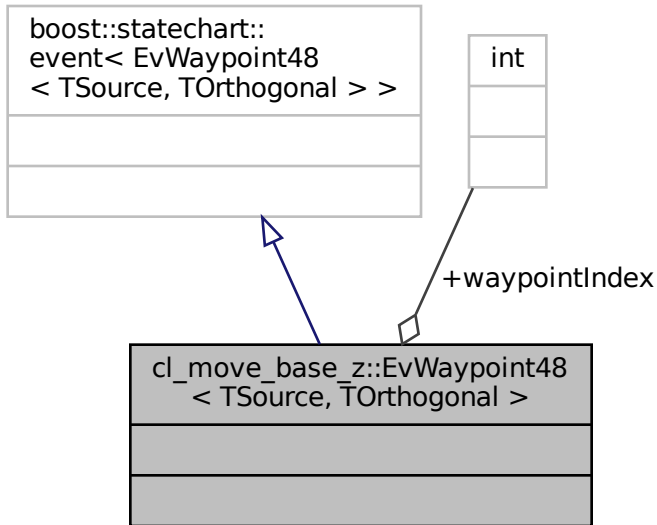 boost::statechart::
event< EvWaypoint48
< TSource, TOrthogonal > >
int
+waypointIndex
cl_move_base_z::EvWaypoint48
< TSource, TOrthogonal >